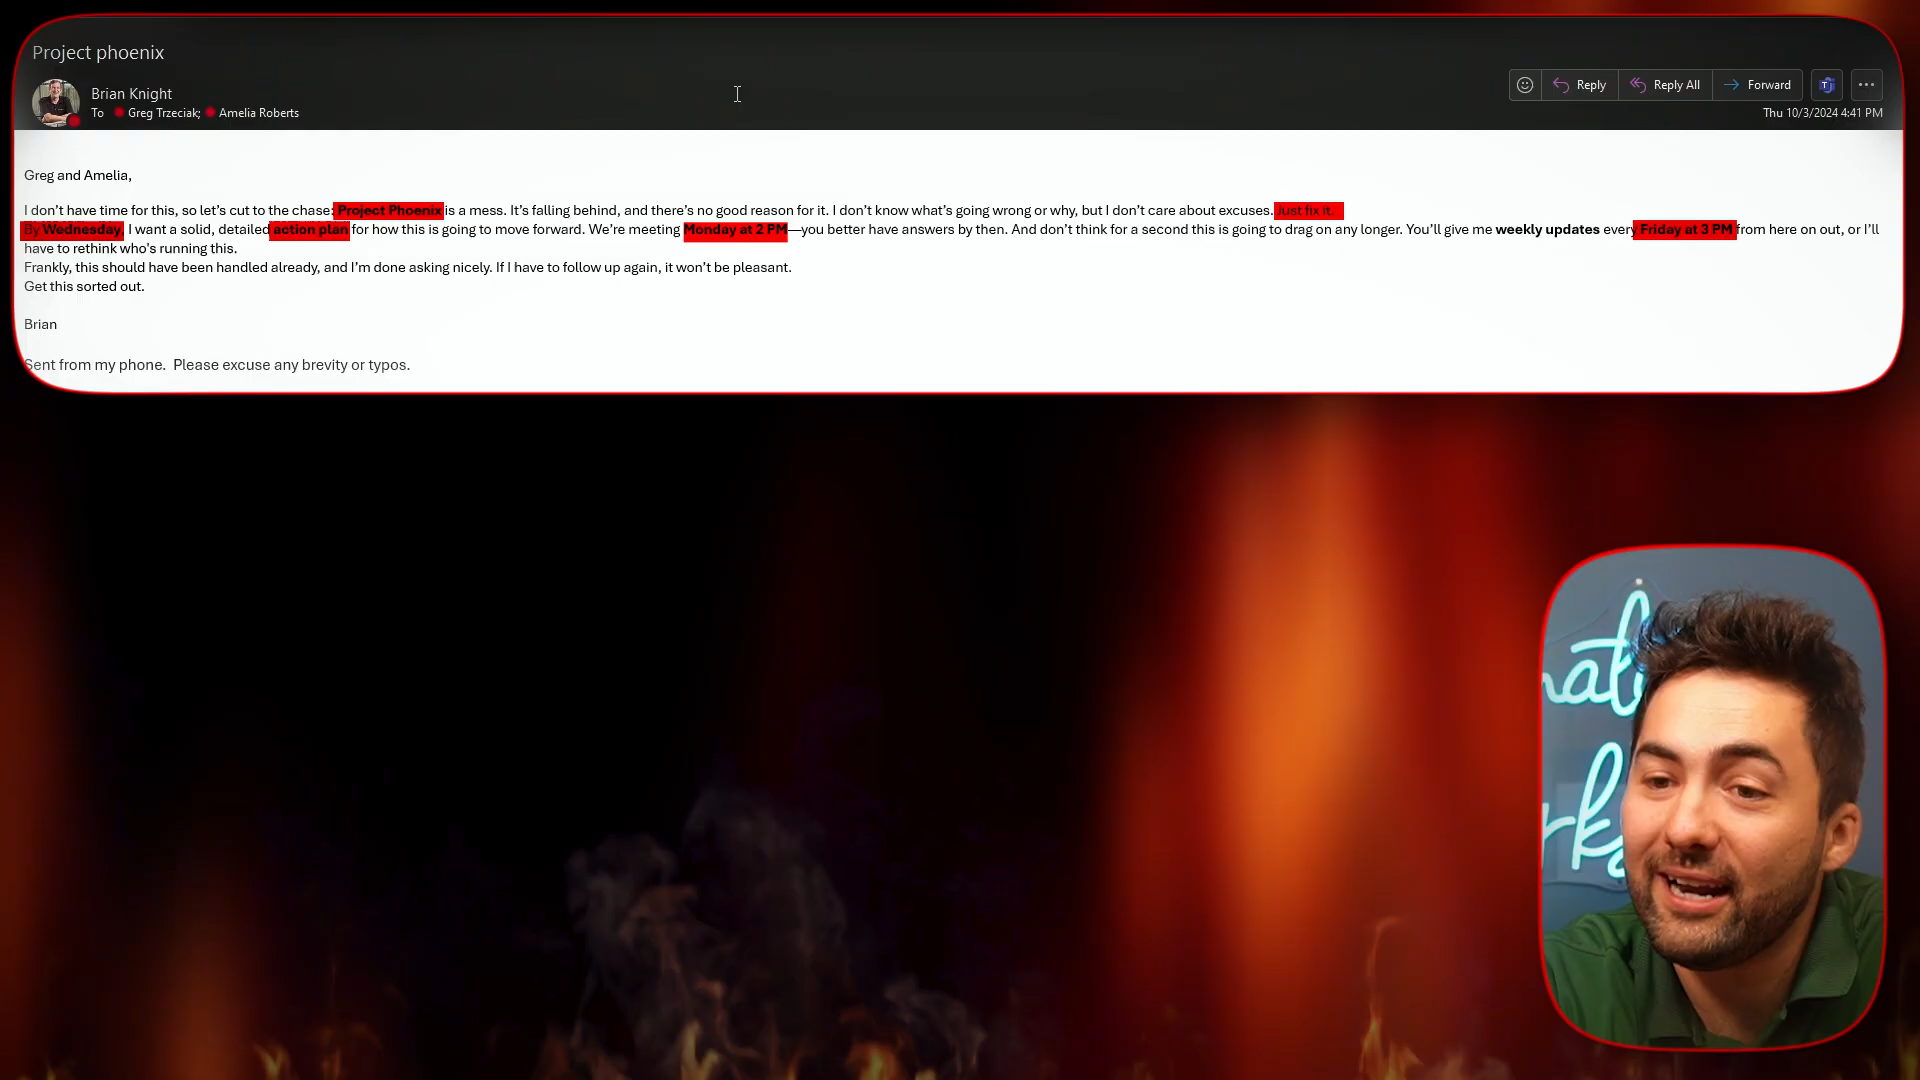 Project phoenix
Brian Knight
To Greg Trzeciak; Amelia Roberts
Reply
Reply All
Forward
Thu 10/3/2024 4:41 PM
Greg and Amelia,
I don't have time for this, so let's cut to the chase: Project Phoenix is a mess. It's falling behind, and there's no good reason for it. I don't know what's going wrong or why, but I don't care about excuses. Just fix it.
By Wednesday, I want a solid, detailed action plan for how this is going to move forward. We're meeting Monday at 2 PM—you better have answers by then. And don't think for a second this is going to drag on any longer. You'll give me weekly updates every Friday at 3 PM from here on out, or I'll
have to rethink who's running this.
Frankly, this should have been handled already, and I'm done asking nicely. If I have to follow up again, it won't be pleasant.
Get this sorted out.
Brian
Sent from my phone. Please excuse any brevity or typos.